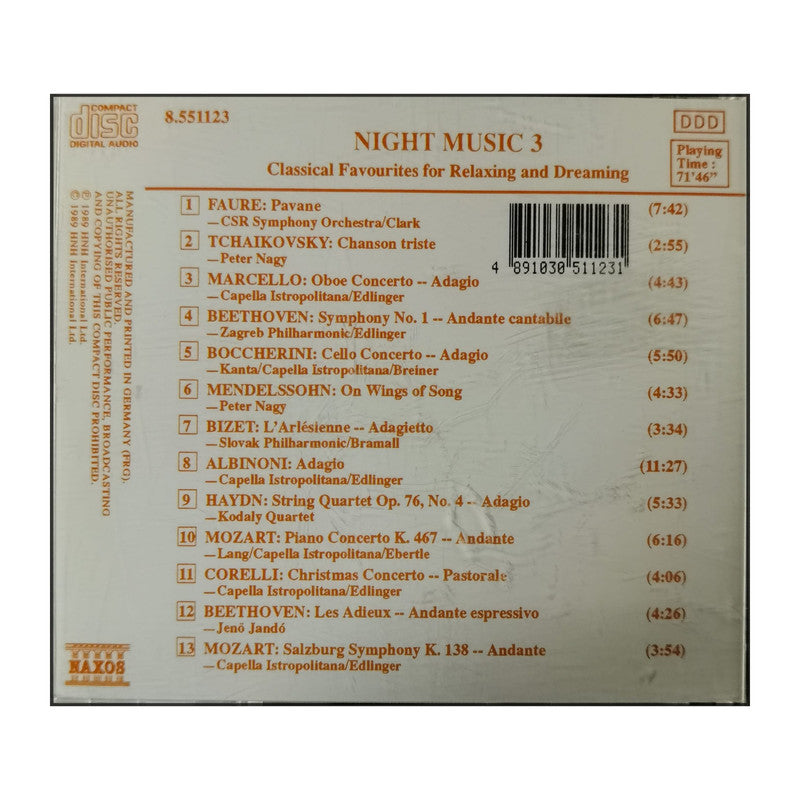 COMPACT
disc
DIGITAL AUDIO
8.551123
DDD
NIGHT MUSIC 3
Classical Favourites for Relaxing and Dreaming
Playing
Time :
71'46"
1 FAURE: Pavane (7:42)
—CSR Symphony Orchestra/Clark
2 TCHAIKOVSKY: Chanson triste (2:55)
—Peter Nagy
4 891030 511231
3 MARCELLO: Oboe Concerto -- Adagio (4:43)
—Capella Istropolitana/Edlinger
4 BEETHOVEN: Symphony No. 1 -- Andante cantabile (6:47)
—Zagreb Philharmonic/Edlinger
5 BOCCHERINI: Cello Concerto -- Adagio (5:50)
—Kanta/Capella Istropolitana/Breiner
6 MENDELSSOHN: On Wings of Song (4:33)
—Peter Nagy
7 BIZET: L'Arlésienne -- Adagietto (3:34)
—Slovak Philharmonic/Bramall
8 ALBINONI: Adagio (11:27)
—Capella Istropolitana/Edlinger
9 HAYDN: String Quartet Op. 76, No. 4 -- Adagio (5:33)
—Kodaly Quartet
10 MOZART: Piano Concerto K. 467 -- Andante (6:16)
—Lang/Capella Istropolitana/Eberle
11 CORELLI: Christmas Concerto -- Pastorale (4:06)
—Capella Istropolitana/Edlinger
12 BEETHOVEN: Les Adieux -- Andante espressivo (4:26)
—Jenö Jandó
13 MOZART: Salzburg Symphony K. 138 -- Andante (3:54)
—Capella Istropolitana/Edlinger
MANUFACTURED AND PRINTED IN GERMANY (FRG).
ALL RIGHTS RESERVED.
UNAUTHORISED PUBLIC PERFORMANCE, BROADCASTING
AND COPYING OF THIS COMPACT DISC PROHIBITED.
℗ 1989 HNH International Ltd.
© 1989 HNH International Ltd.
NAXOS